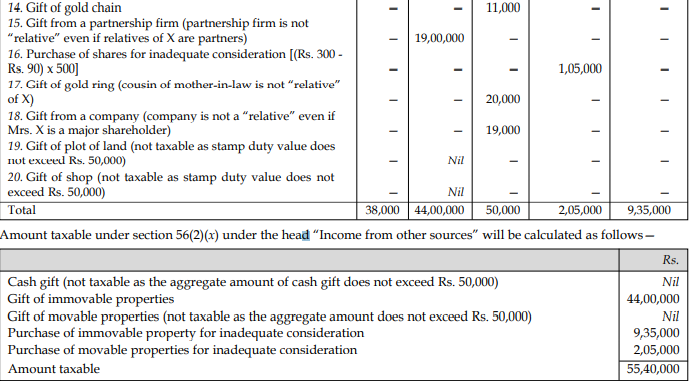 14. Gift of gold chain – – 11,000 – –
15. Gift from a partnership firm (partnership firm is not
“relative” even if relatives of X are partners) – 19,00,000 – – –
16. Purchase of shares for inadequate consideration [(Rs. 300 -
Rs. 90) x 500] – – – 1,05,000 –
17. Gift of gold ring (cousin of mother-in-law is not “relative”
of X) – – 20,000 – –
18. Gift from a company (company is not a “relative” even if
Mrs. X is a major shareholder) – – 19,000 – –
19. Gift of plot of land (not taxable as stamp duty value does
not exceed Rs. 50,000) – Nil – – –
20. Gift of shop (not taxable as stamp duty value does not
exceed Rs. 50,000) – Nil – – –
Total 38,000 44,00,000 50,000 2,05,000 9,35,000
Amount taxable under section 56(2)(x) under the head “Income from other sources” will be calculated as follows –
Rs.
Cash gift (not taxable as the aggregate amount of cash gift does not exceed Rs. 50,000) Nil
Gift of immovable properties 44,00,000
Gift of movable properties (not taxable as the aggregate amount does not exceed Rs. 50,000) Nil
Purchase of immovable property for inadequate consideration 9,35,000
Purchase of movable properties for inadequate consideration 2,05,000
Amount taxable 55,40,000